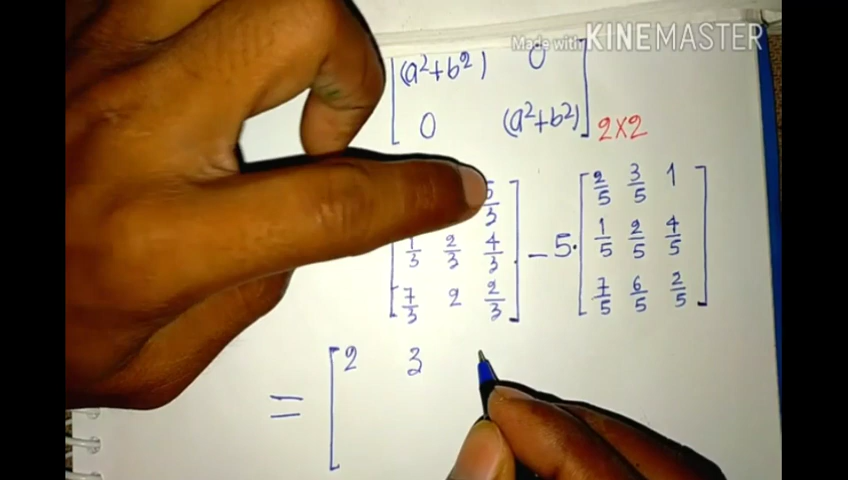 Made with KINEMASTER
[(a²+b²) 0
0 (a²+b²)] 2×2
[5/3
1/3 2/3 4/3
7/3 2 2/3] - 5. [2/5 3/5 1
1/5 2/5 4/5
7/5 6/5 2/5]
= [2 3